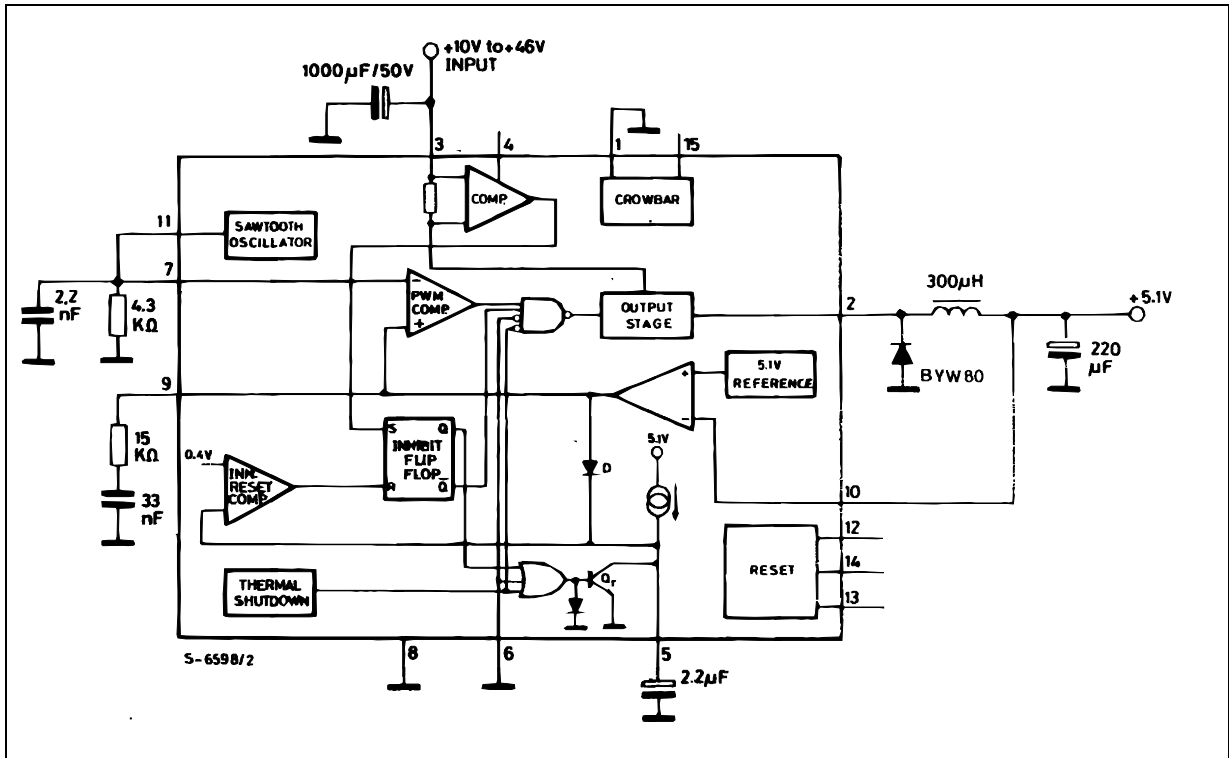 +10V to +46V
INPUT
1000µF/50V
3
4
1
15
COMP.
CROWBAR
11
SAWTOOTH
OSCILLATOR
7
2.2
nF
4.3
KΩ
-
PWM
COMP.
+
OUTPUT
STAGE
2
300µH
+5.1V
220
µF
BYW80
9
5.1V
REFERENCE
+
-
15
KΩ
33
nF
0.4V
INH.
RESET
COMP.
S
Q
INHIBIT
FLIP
FLOP
R
Q̅
D
5.1V
10
12
14
13
RESET
THERMAL
SHUTDOWN
Qr
S-6598/2
8
6
5
2.2µF